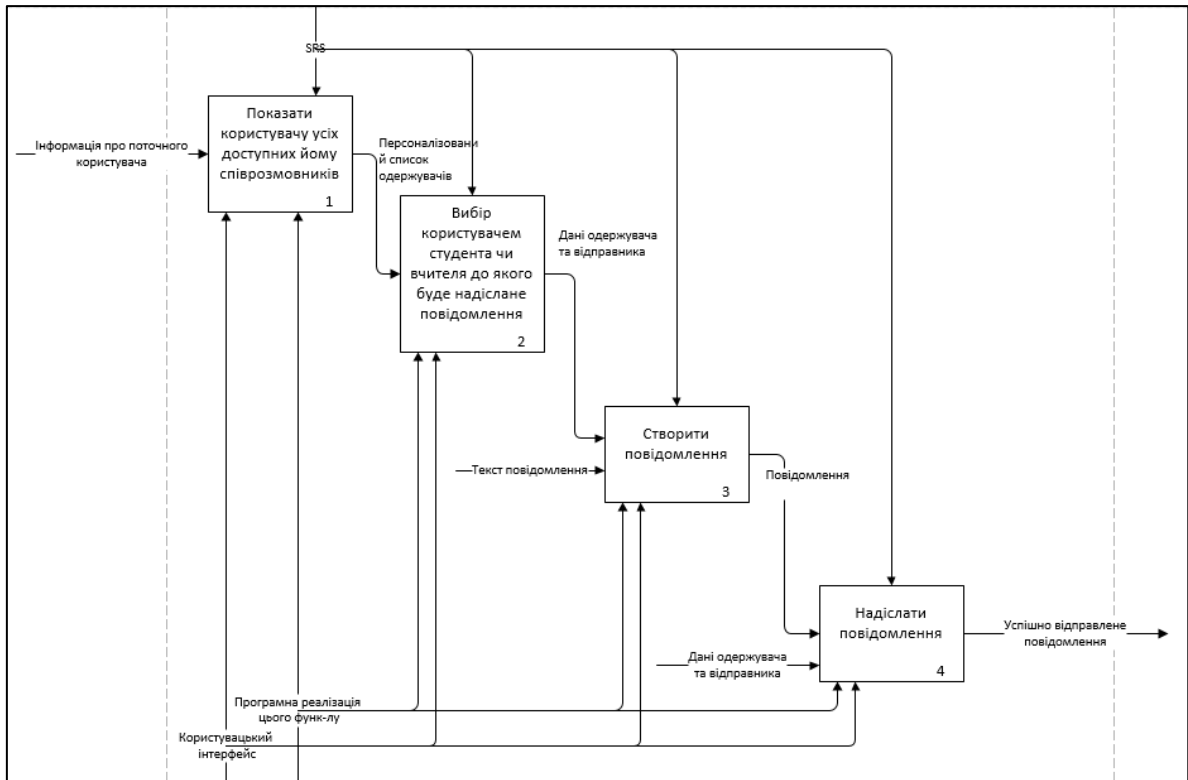 SRS
Показати
користувачу усіх
доступних йому
співрозмовників
1
Інформація про поточного
користувача
Персоналізовани
й список
одержувачів
Вибір
користувачем
студента чи
вчителя до якого
буде надіслане
повідомлення
2
Дані одержувача
та відправника
Створити
повідомлення
3
Текст повідомлення
Повідомлення
Надіслати
повідомлення
4
Успішно відправлене
повідомлення
Дані одержувача
та відправника
Програмна реалізація
цього функ-лу
Користувацький
інтерфейс